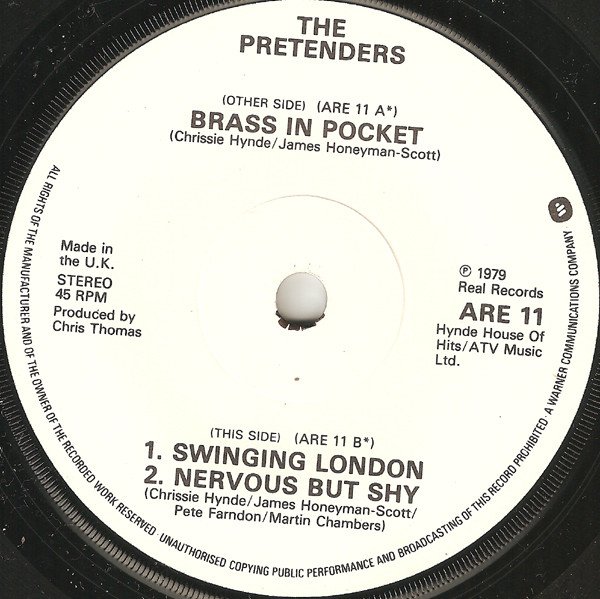 THE
PRETENDERS
(OTHER SIDE) (ARE 11 A*)
BRASS IN POCKET
(Chrissie Hynde/James Honeyman-Scott)
Made in
the U.K.
STEREO
45 RPM
Produced by
Chris Thomas
℗ 1979
Real Records
ARE 11
Hynde House Of
Hits/ATV Music
Ltd.
(THIS SIDE) (ARE 11 B*)
1. SWINGING LONDON
2. NERVOUS BUT SHY
(Chrissie Hynde/James Honeyman-Scott/
Pete Farndon/Martin Chambers)
ALL RIGHTS OF THE MANUFACTURER AND OF THE OWNER OF THE RECORDED WORK RESERVED · UNAUTHORISED COPYING PUBLIC PERFORMANCE AND BROADCASTING OF THIS RECORD PROHIBITED · A WARNER COMMUNICATIONS COMPANY